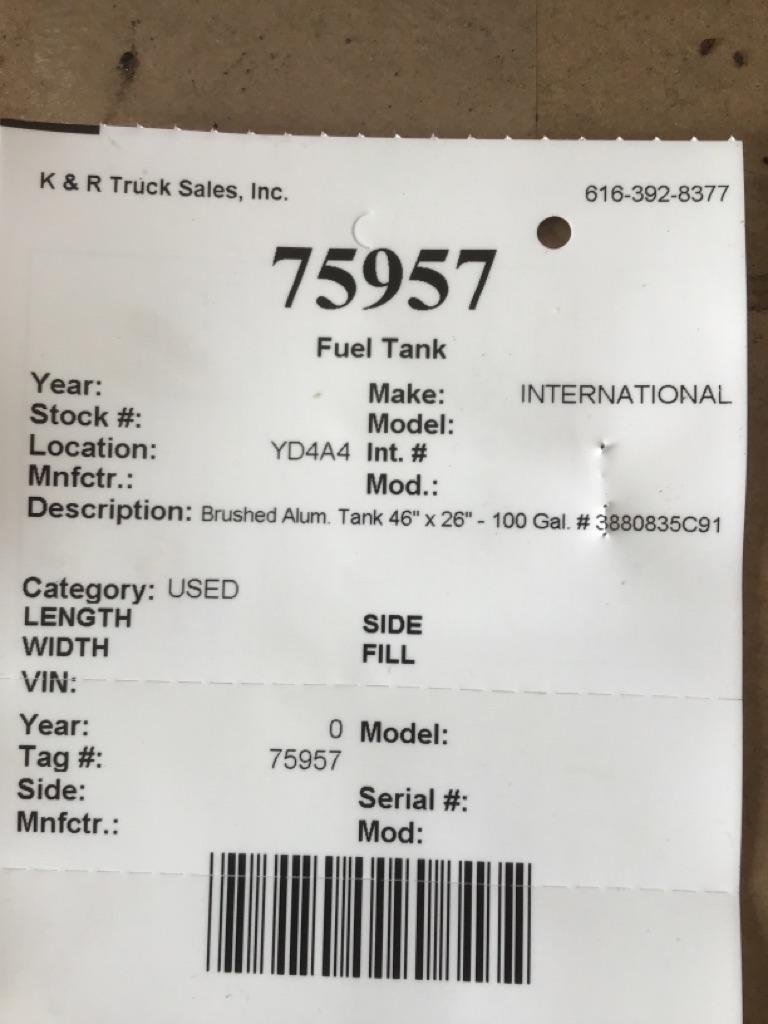 K & R Truck Sales, Inc. 616-392-8377
75957
Fuel Tank
Year: Make: INTERNATIONAL
Stock #: Model:
Location: YD4A4 Int. #
Mnfctr.: Mod.:
Description: Brushed Alum. Tank 46" x 26" - 100 Gal. # 3880835C91
Category: USED
LENGTH SIDE
WIDTH FILL
VIN:
Year: 0 Model:
Tag #: 75957
Side: Serial #:
Mnfctr.: Mod: